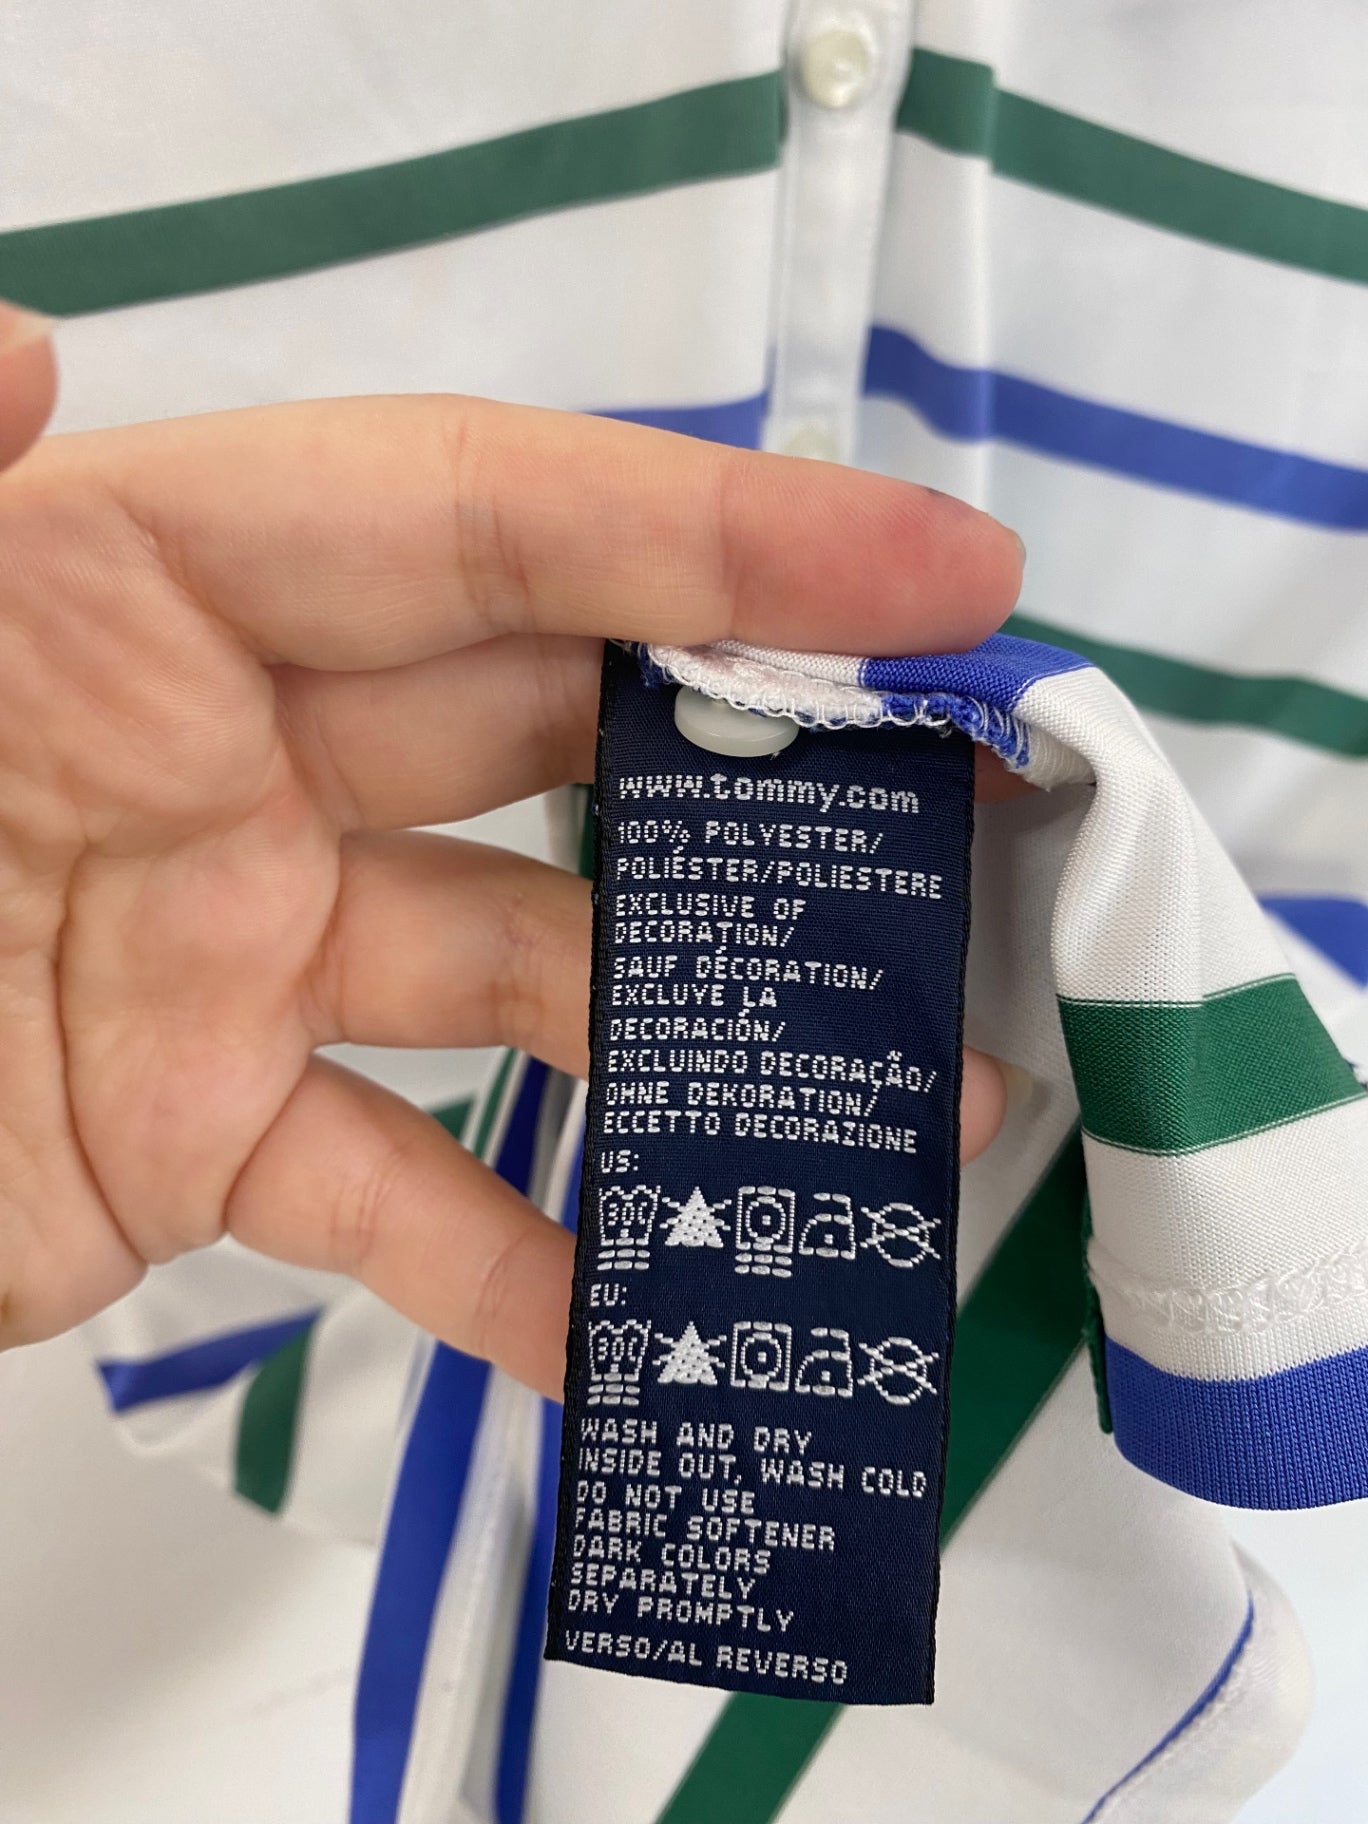 www.tommy.com
100% POLYESTER/
POLIÉSTER/POLIESTERE
EXCLUSIVE OF
DECORATION/
SAUF DÉCORATION/
EXCLUYE LA
DECORACIÓN/
EXCLUINDO DECORAÇÃO/
OHNE DEKORATION/
ECCETTO DECORAZIONE
US:
30C
EU:
30C
WASH AND DRY
INSIDE OUT, WASH COLD
DO NOT USE
FABRIC SOFTENER
DARK COLORS
SEPARATELY
DRY PROMPTLY
VERSO/AL REVERSO